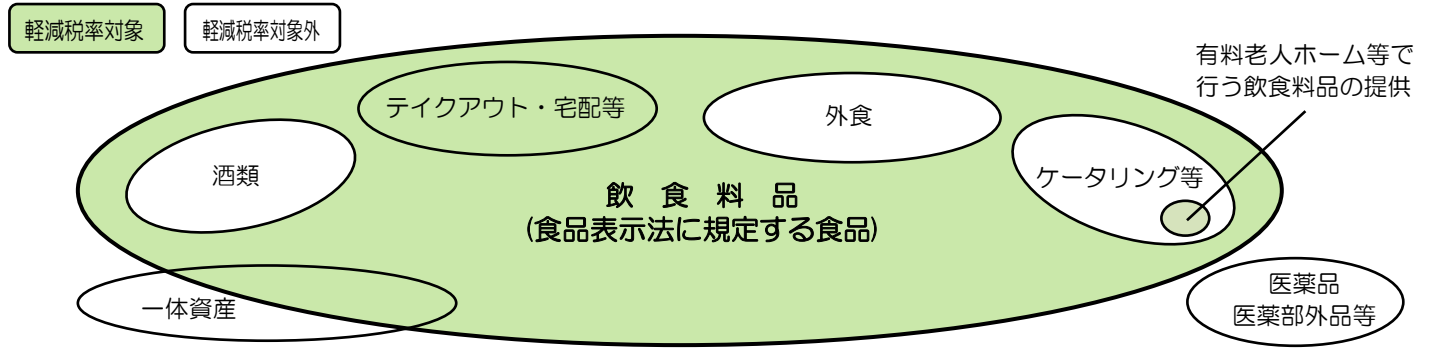 軽減税率対象
軽減税率対象外
有料老人ホーム等で
行う飲食料品の提供
テイクアウト・宅配等
外食
酒類
ケータリング等
飲食料品
(食品表示法に規定する食品)
一体資産
医薬品
医薬部外品等